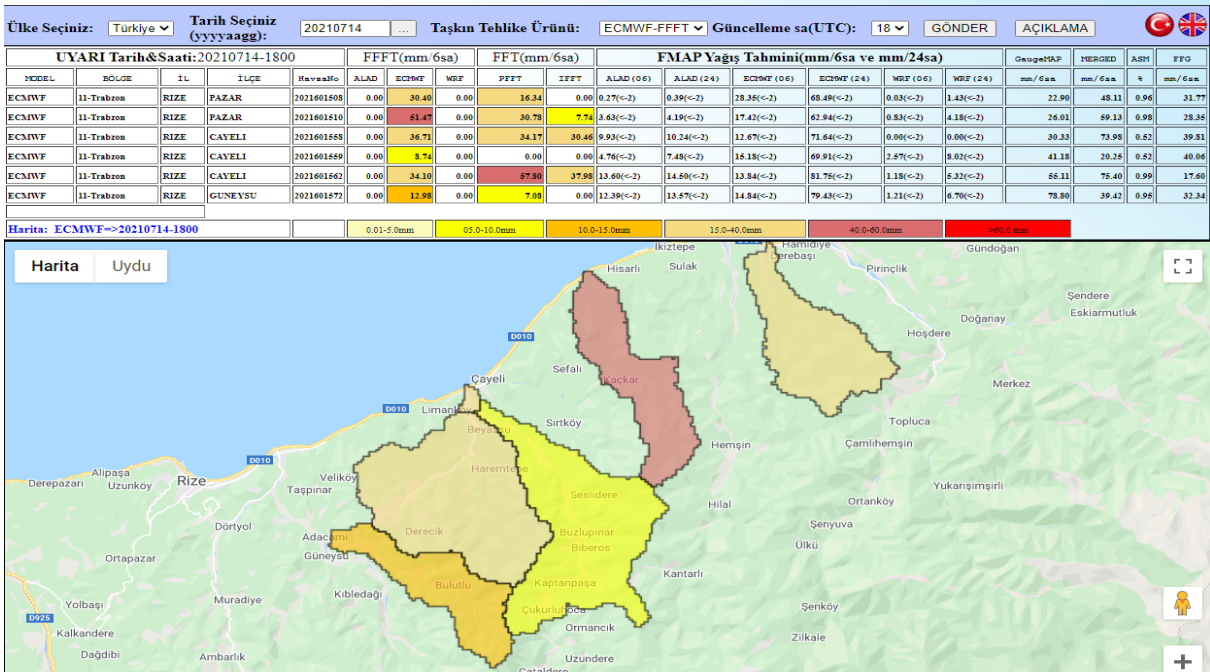 Ülke Seçiniz: Türkiye Tarih Seçiniz (yyyyaagg): 20210714 ... Taşkın Tehlike Ürünü: ECMWF-FFFT Güncelleme sa(UTC): 18 GÖNDER AÇIKLAMA
UYARI Tarih&Saati:20210714-1800 FFFT(mm/6sa) FFT(mm/6sa) FMAP Yağış Tahmini(mm/6sa ve mm/24sa) GaugeMAP MERGED ASM FFG
MODEL BÖLGE İL İLÇE HavzaNo ALAD ECMWF WRF PFFT IFFT ALAD(06) ALAD(24) ECMWF(06) ECMWF(24) WRF(06) WRF(24) mm/6sa mm/6sa % mm/6sa
ECMWF 11-Trabzon RIZE PAZAR 2021601508 0.00 30.40 0.00 16.34 0.00 0.27(<-2) 0.39(<-2) 28.35(<-2) 68.49(<-2) 0.03(<-2) 1.43(<-2) 22.90 48.11 0.96 31.77
ECMWF 11-Trabzon RIZE PAZAR 2021601510 0.00 51.47 0.00 30.78 7.74 3.63(<-2) 4.19(<-2) 17.42(<-2) 62.94(<-2) 0.83(<-2) 4.18(<-2) 26.01 59.13 0.98 28.35
ECMWF 11-Trabzon RIZE CAYELI 2021601558 0.00 36.71 0.00 34.17 30.46 9.93(<-2) 10.24(<-2) 12.67(<-2) 71.64(<-2) 0.00(<-2) 0.00(<-2) 30.33 73.98 0.52 39.81
ECMWF 11-Trabzon RIZE CAYELI 2021601559 0.00 8.74 0.00 0.00 0.00 4.76(<-2) 7.48(<-2) 15.18(<-2) 69.91(<-2) 2.57(<-2) 8.02(<-2) 41.18 20.25 0.52 40.06
ECMWF 11-Trabzon RIZE CAYELI 2021601562 0.00 34.10 0.00 57.80 37.98 13.60(<-2) 14.50(<-2) 13.84(<-2) 81.75(<-2) 1.18(<-2) 5.32(<-2) 55.11 75.40 0.99 17.60
ECMWF 11-Trabzon RIZE GUNEYSU 2021601572 0.00 12.98 0.00 7.08 0.00 12.39(<-2) 13.57(<-2) 14.84(<-2) 79.43(<-2) 1.21(<-2) 6.70(<-2) 78.80 39.42 0.95 32.34
Harita: ECMWF=>20210714-1800 0.01-5.0mm 05.0-10.0mm 10.0-15.0mm 15.0-40.0mm 40.0-60.0mm >60.0 mm
Harita Uydu
İkiztepe Hamidiye Gündoğan
Derebaşı
Hisarlı Sulak Pirinçlik
Şendere
Eskiarmutluk
Doğanay
D010 Hoşdere
Sefalı
Çayeli Kaçkar Merkez
D010 Limanköy
Beyazsu Sırtköy Topluca
Hemşin Çamlıhemşin
D010
Alipaşa Haremtepe
Derepazarı Uzunköy Rize Veliköy Yukarışimşirli
Taşpınar Seslidere
Hilal Ortanköy
Dörtyol Derecik Buzlupınar Şenyuva
Adacami Biberos Ülkü
Ortapazar Güneysu
Kantarlı
Kıbledağı Bulutlu Kaptanpaşa
Yolbaşı Muradiye Çukurluhoca Şenköy
D925
Kalkandere Ormancık Zilkale
Dağdibi Ambarlık Uzundere
Çataldere